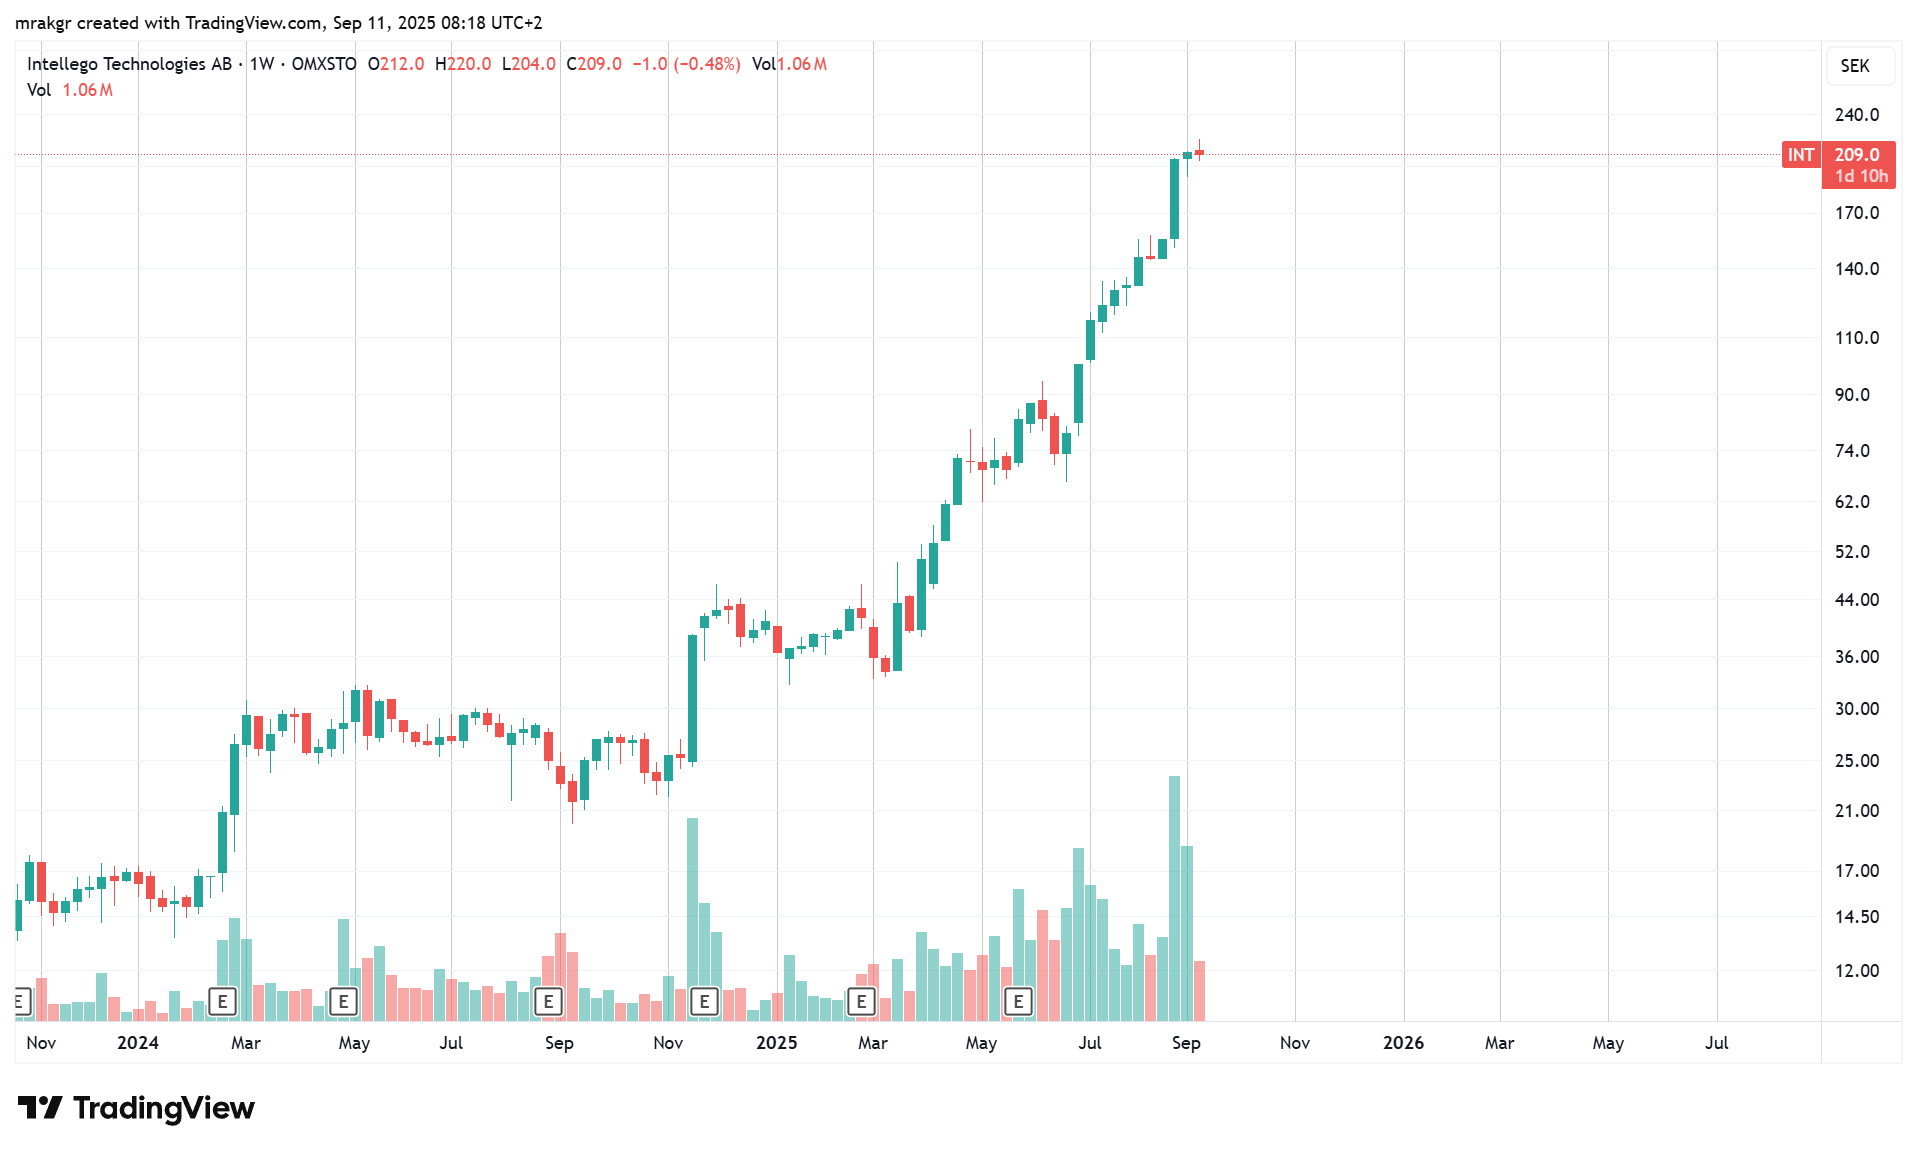 mrakgr created with TradingView.com, Sep 11, 2025 08:18 UTC+2
Intellego Technologies AB · 1W · OMXSTO O212.0 H220.0 L204.0 C209.0 −1.0 (−0.48%) Vol1.06 M
Vol 1.06 M
SEK
240.0
INT 209.0
1d 10h
170.0
140.0
110.0
90.0
74.0
62.0
52.0
44.00
36.00
30.00
25.00
21.00
17.00
14.50
12.00
E E E E E E E
Nov 2024 Mar May Jul Sep Nov 2025 Mar May Jul Sep Nov 2026 Mar May Jul
TradingView